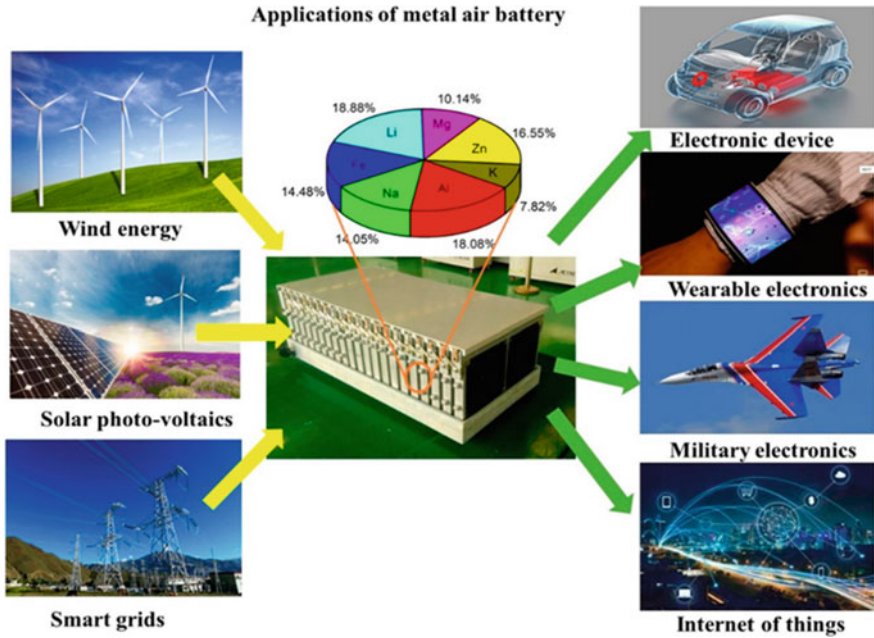 Applications of metal air battery
18.88%
10.14%
Li
Mg
16.55%
Zn
Fe
K
14.48%
Na
Al
7.82%
14.05%
18.08%
Wind energy
Solar photo-voltaics
Smart grids
Electronic device
Wearable electronics
Military electronics
Internet of things